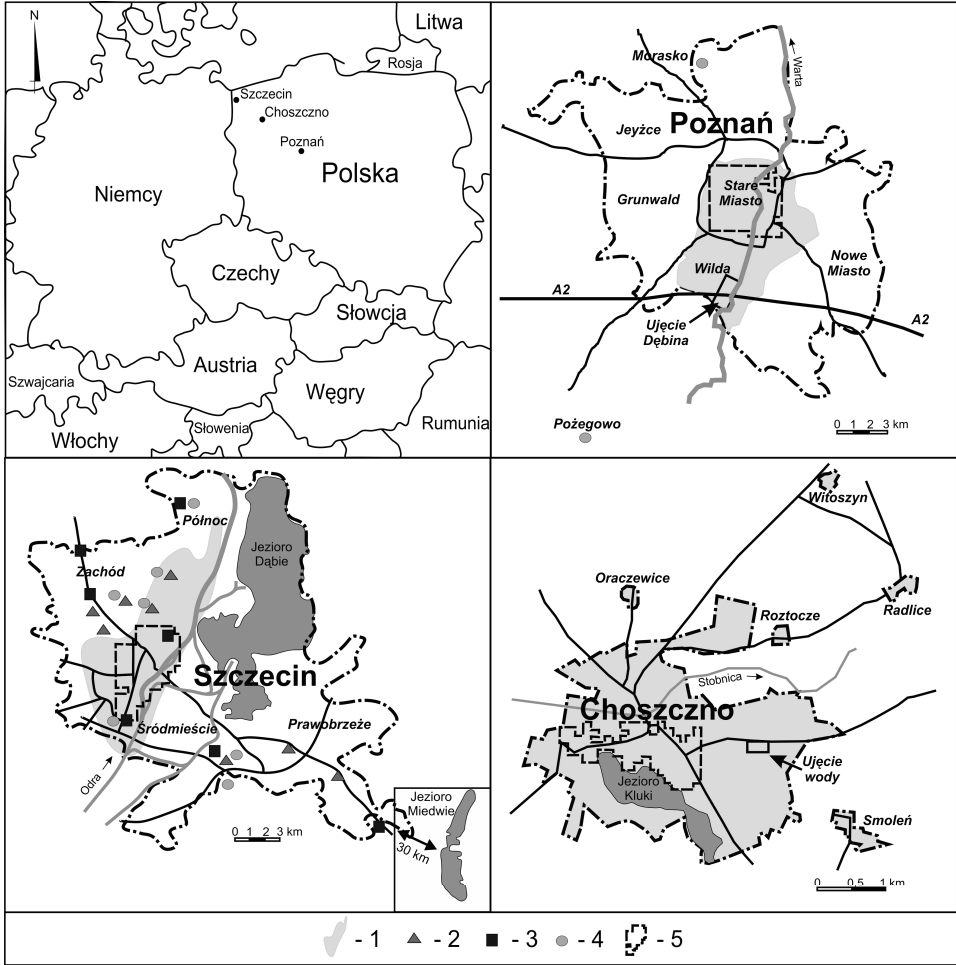 N
Litwa
Rosja
Szczecin
Choszczno
Poznań
Polska
Niemcy
Czechy
Słowcja
Austria
Szwajcaria
Węgry
Słowenia
Rumunia
Włochy
Morasko
Warta
Jeyżce
Poznań
Stare
Miasto
Grunwald
Nowe
Miasto
Wilda
A2
A2
Ujęcie
Dębina
Pożegowo
0 1 2 3 km
Północ
Jezioro
Dąbie
Zachód
Szczecin
Śródmieście
Prawobrzeże
Odra
0 1 2 3 km
30 km
Jezioro
Miedwie
Witoszyn
Oraczewice
Radlice
Roztocze
Stobnica
Choszczno
Ujęcie
wody
Jezioro
Kluki
Smoleń
0 0,5 1 km
- 1 - 2 - 3 - 4 - 5